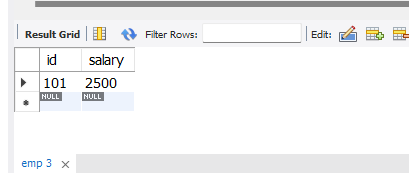 Result Grid Filter Rows: Edit:
id salary
101 2500
NULL NULL
emp 3